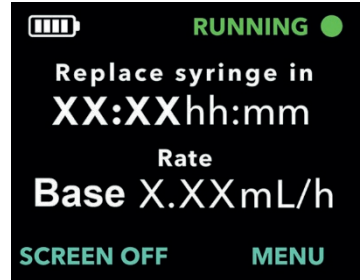 RUNNING
Replace syringe in
XX:XXhh:mm
Rate
Base X.XXmL/h
SCREEN OFF MENU